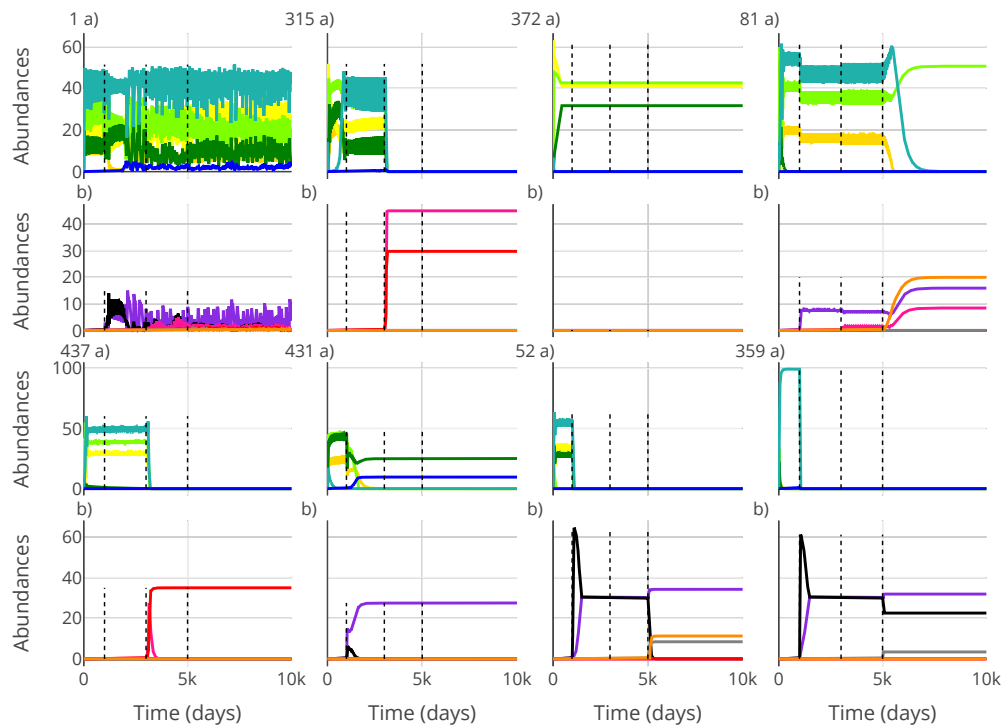 1 a) 315 a) 372 a) 81 a)
Abundances
60
40
20
0
b) b) b) b)
Abundances
40
30
20
10
0
437 a) 431 a) 52 a) 359 a)
Abundances
100
50
0
b) b) b) b)
Abundances
60
40
20
0
0 5k 10k 0 5k 0 5k 0 5k 10k
Time (days) Time (days) Time (days) Time (days)